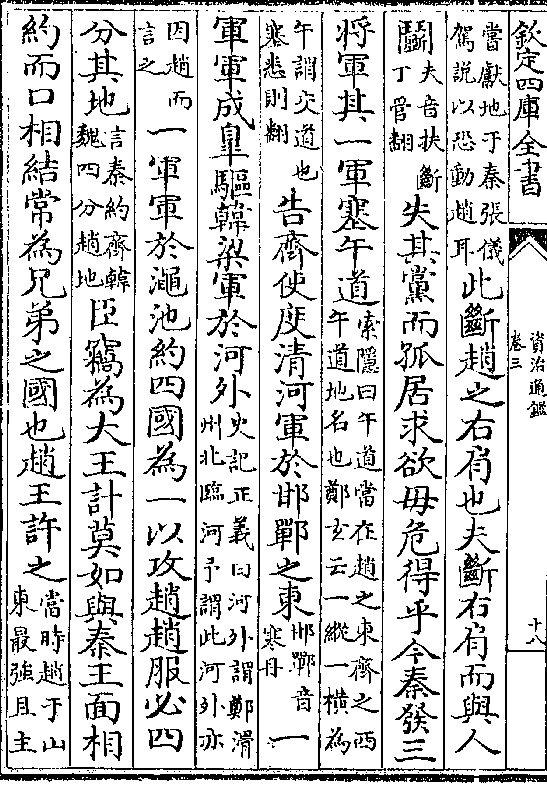 欽定四庫全書
資治通鑑
卷三
十八
嘗獻地于秦張儀駕說以恐動趙耳此斷趙之右肩也夫斷右肩而與人
鬬夫音扶斷丁管翻失其黨而孤居求欲毋危得乎今秦發三
將軍其一軍塞午道索隱曰午道當在趙之東齊之西午道地名也鄭玄云一縱一橫為
午謂交道也塞悉則翻告齊使度清河軍於邯鄲之東邯鄲音寒丹一
軍軍成皋驅韓梁軍於河外史記正義曰河外謂鄭滑州北臨河予謂此河外亦
因趙而言之一軍軍於澠池約四國為一以攻趙趙服必四
分其地言秦約齊韓魏四分趙地臣竊為大王計莫如與秦王面相
約而口相結常為兄弟之國也趙王許之當時趙于山東最強且主